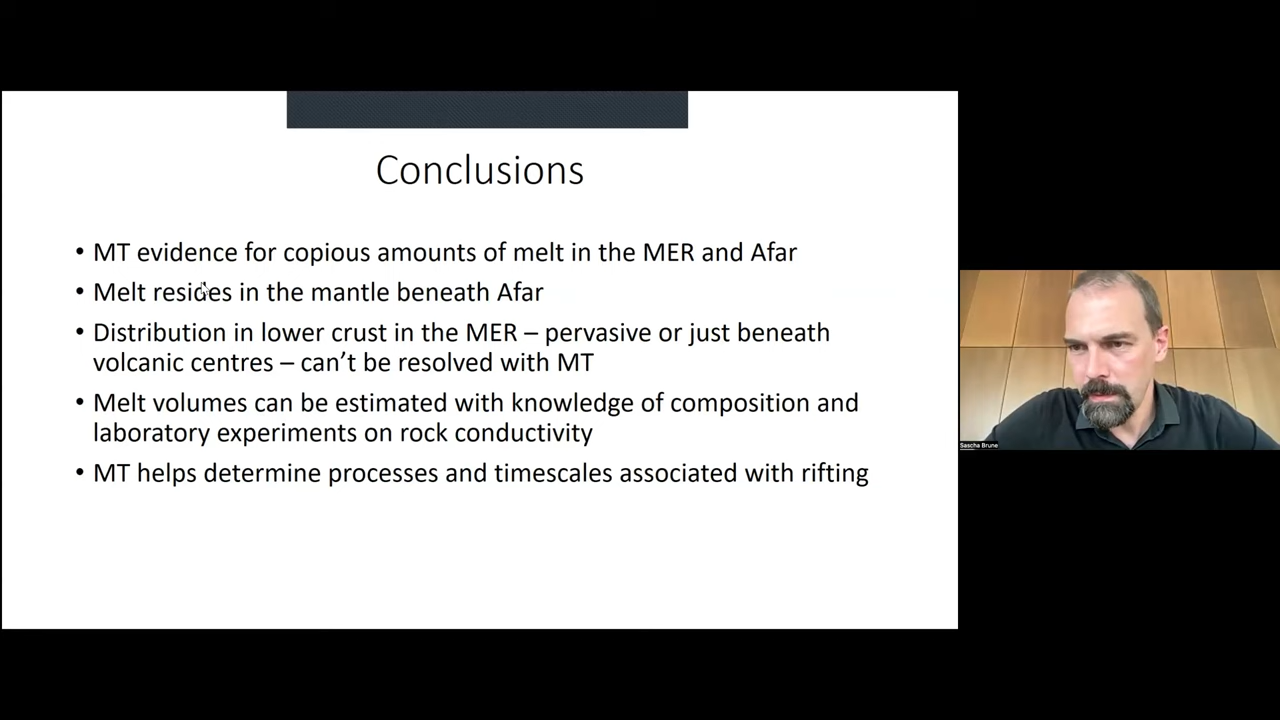 Conclusions
• MT evidence for copious amounts of melt in the MER and Afar
• Melt resides in the mantle beneath Afar
• Distribution in lower crust in the MER – pervasive or just beneath
volcanic centres – can’t be resolved with MT
• Melt volumes can be estimated with knowledge of composition and
laboratory experiments on rock conductivity
• MT helps determine processes and timescales associated with rifting
Sascha Brune